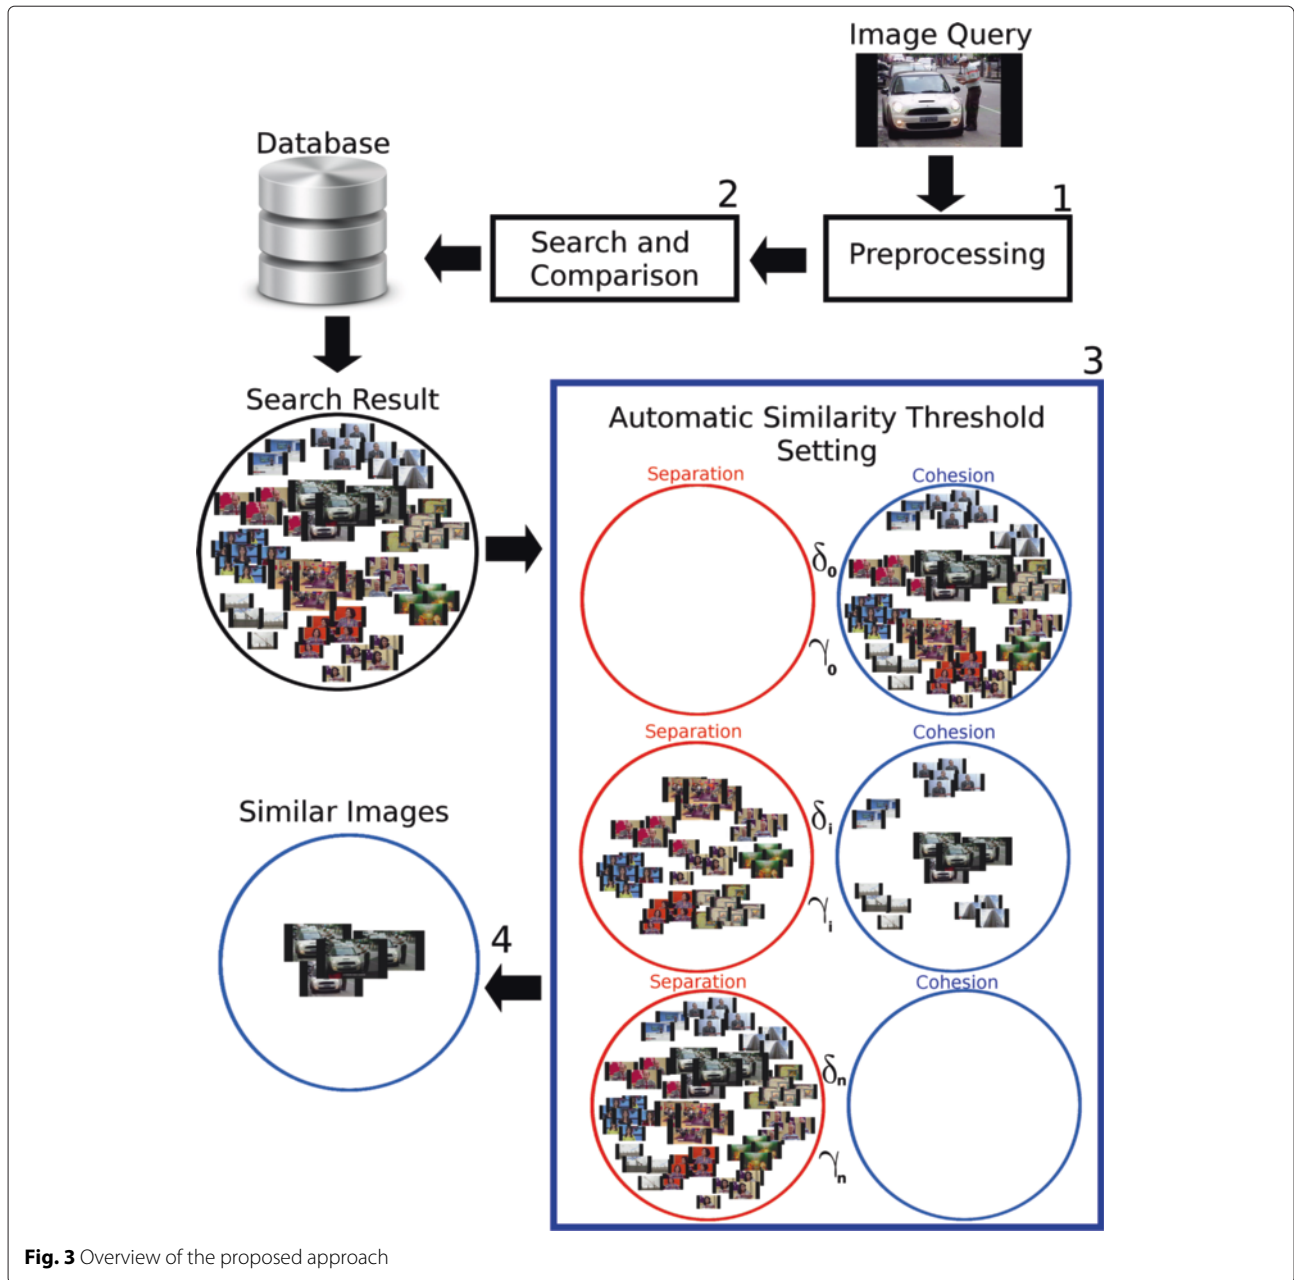 Image Query
Database
1
2
Preprocessing
Search and
Comparison
3
Search Result
Automatic Similarity Threshold
Setting
Separation
Cohesion
δ0
γ0
Separation
Cohesion
δi
γi
Similar Images
4
Separation
Cohesion
δn
γn
Fig. 3 Overview of the proposed approach